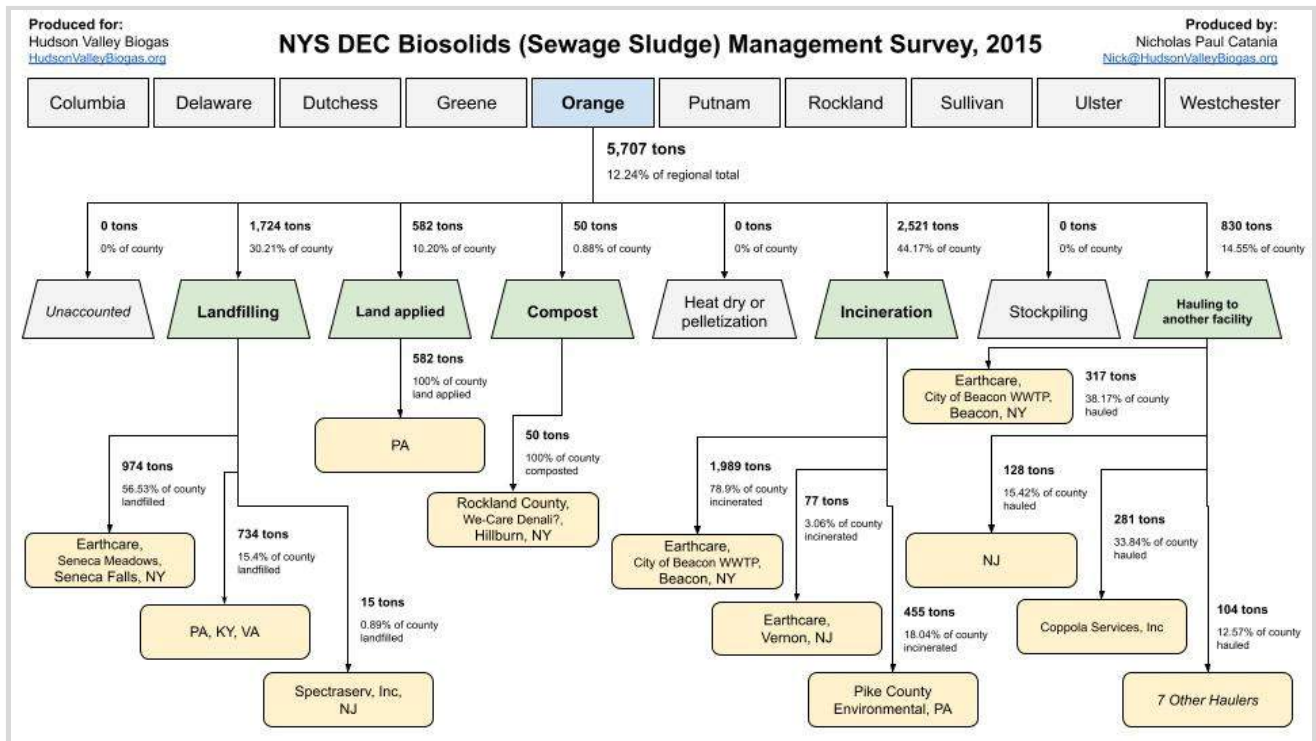 Produced for:
Hudson Valley Biogas
HudsonValleyBiogas.org
NYS DEC Biosolids (Sewage Sludge) Management Survey, 2015
Produced by:
Nicholas Paul Catania
Nick@HudsonValleyBiogas.org
Columbia
Delaware
Dutchess
Greene
Orange
Putnam
Rockland
Sullivan
Ulster
Westchester
5,707 tons
12.24% of regional total
0 tons
0% of county
1,724 tons
30.21% of county
582 tons
10.20% of county
50 tons
0.88% of county
0 tons
0% of county
2,521 tons
44.17% of county
0 tons
0% of county
830 tons
14.55% of county
Unaccounted
Landfilling
Land applied
Compost
Heat dry or
pelletization
Incineration
Stockpiling
Hauling to
another facility
974 tons
56.53% of county
landfilled
Earthcare,
Seneca Meadows,
Seneca Falls, NY
734 tons
15.4% of county
landfilled
PA, KY, VA
15 tons
0.89% of county
landfilled
Spectraserv, Inc,
NJ
582 tons
100% of county
land applied
PA
50 tons
100% of county
composted
Rockland County,
We-Care Denali?,
Hillburn, NY
1,989 tons
78.9% of county
incinerated
Earthcare,
City of Beacon WWTP,
Beacon, NY
77 tons
3.06% of county
incinerated
Earthcare,
Vernon, NJ
455 tons
18.04% of county
incinerated
Pike County
Environmental, PA
317 tons
38.17% of county
hauled
Earthcare,
City of Beacon WWTP,
Beacon, NY
128 tons
15.42% of county
hauled
NJ
281 tons
33.84% of county
hauled
Coppola Services, Inc
104 tons
12.57% of county
hauled
7 Other Haulers